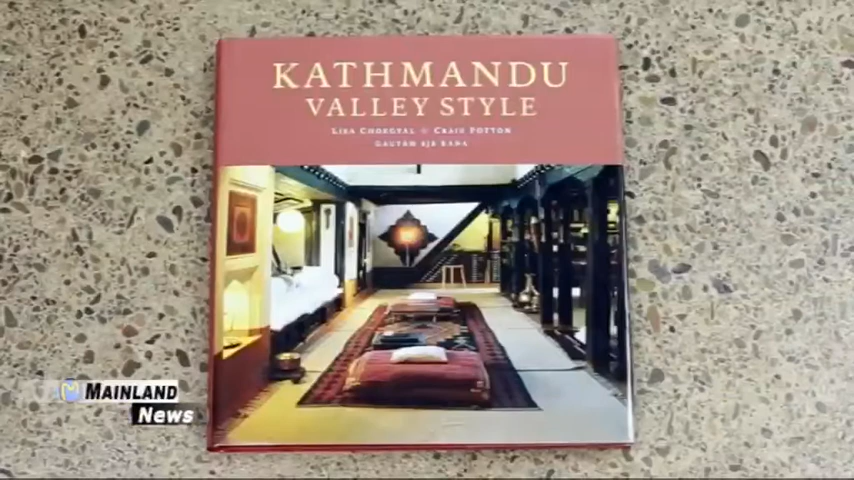 KATHMANDU
VALLEY STYLE
LISA CHOEGYAL ❖ CRAIG POTTON
GAUTAM SJB RANA
MAINLAND
News